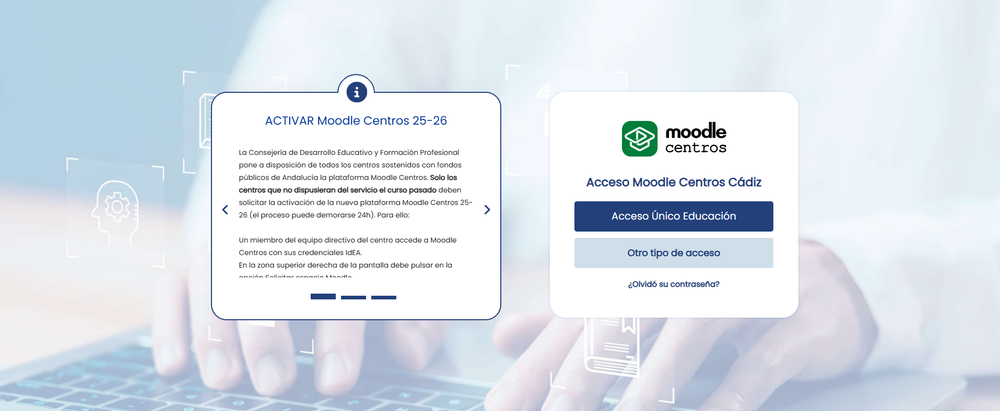 ACTIVAR Moodle Centros 25-26
La Consejería de Desarrollo Educativo y Formación Profesional
pone a disposición de todos los centros sostenidos con fondos
públicos de Andalucía la plataforma Moodle Centros. Solo los
centros que no dispusieran del servicio el curso pasado deben
solicitar la activación de la nueva plataforma Moodle Centros 25-
26 (el proceso puede demorarse 24h). Para ello:
Un miembro del equipo directivo del centro accede a Moodle
Centros con sus credenciales IdEA.
En la zona superior derecha de la pantalla debe pulsar en la
opción Solicitar espacio Moodle
moodle
centros
Acceso Moodle Centros Cádiz
Acceso Único Educación
Otro tipo de acceso
¿Olvidó su contraseña?